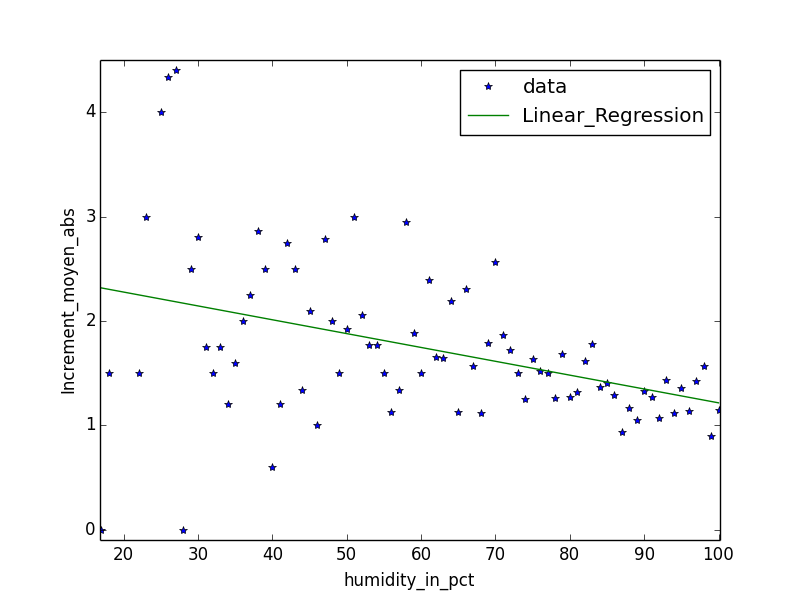 data
Linear_Regression
Increment_moyen_abs
4
3
2
1
0
20 30 40 50 60 70 80 90 100
humidity_in_pct